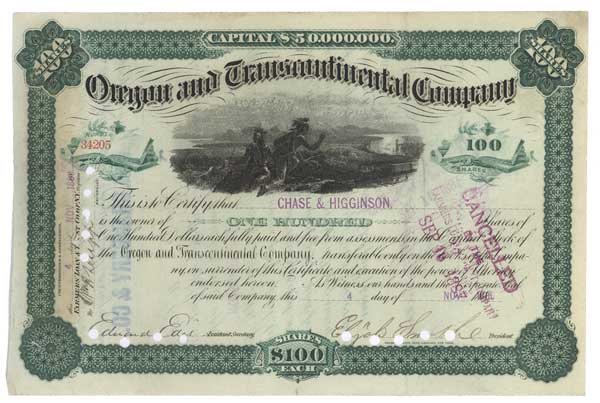 CAPITAL $50,000,000.
100
100
Oregon and Transcontinental Company
NUMBER
34205
100
SHARES
This is to Certify that CHASE & HIGGINSON,
is the owner of ONE HUNDRED Shares of
One Hundred Dollars each fully paid and free from assessments in the Capital Stock of
the Oregon and Transcontinental Company, transferable only on the books of the Compa-
ny on surrender of this Certificate and execution of the power of Attorney
endorsed hereon. As Witness our hands and the Corporate Seal
of said Company, this 4 day of NOV
Assistant Secretary
President
CANCELLED
SHARES
$100
EACH